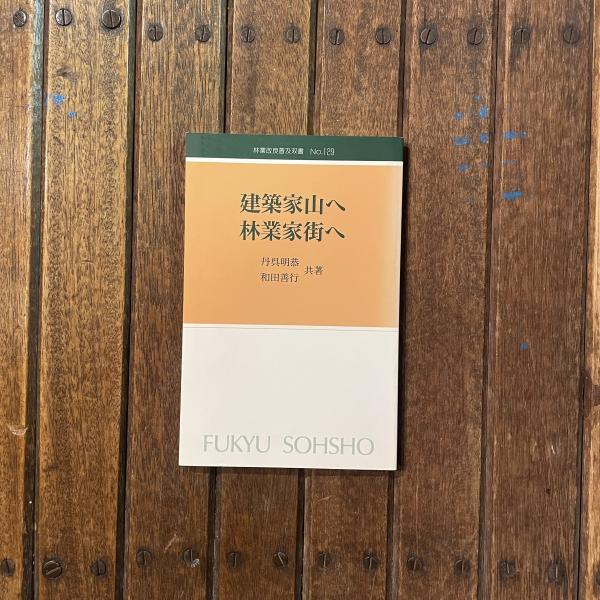 林業改良普及双書 No.129
建築家山へ
林業家街へ
丹呉明恭
和田善行 共著
FUKYU SOHSHO